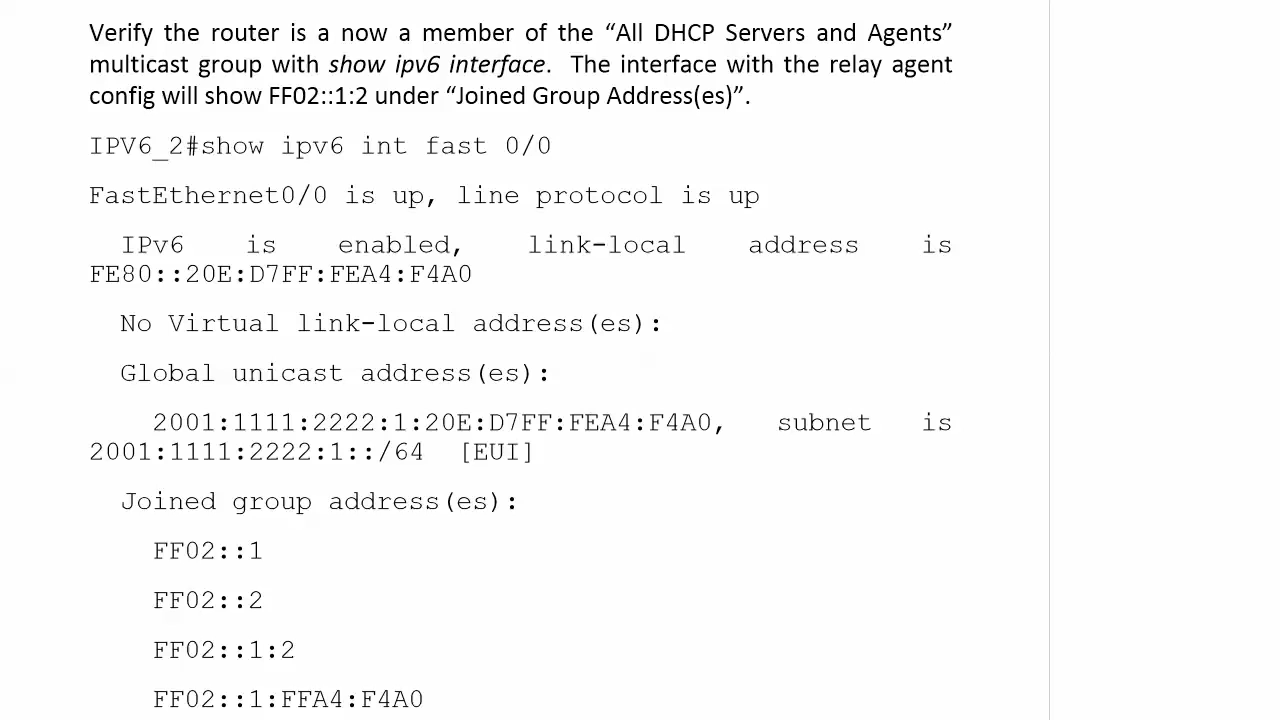 Verify the router is a now a member of the “All DHCP Servers and Agents”
multicast group with show ipv6 interface. The interface with the relay agent
config will show FF02::1:2 under “Joined Group Address(es)”.
IPV6_2#show ipv6 int fast 0/0
FastEthernet0/0 is up, line protocol is up
IPv6 is enabled, link-local address is
FE80::20E:D7FF:FEA4:F4A0
No Virtual link-local address(es):
Global unicast address(es):
2001:1111:2222:1:20E:D7FF:FEA4:F4A0, subnet is
2001:1111:2222:1::/64 [EUI]
Joined group address(es):
FF02::1
FF02::2
FF02::1:2
FF02::1:FFA4:F4A0